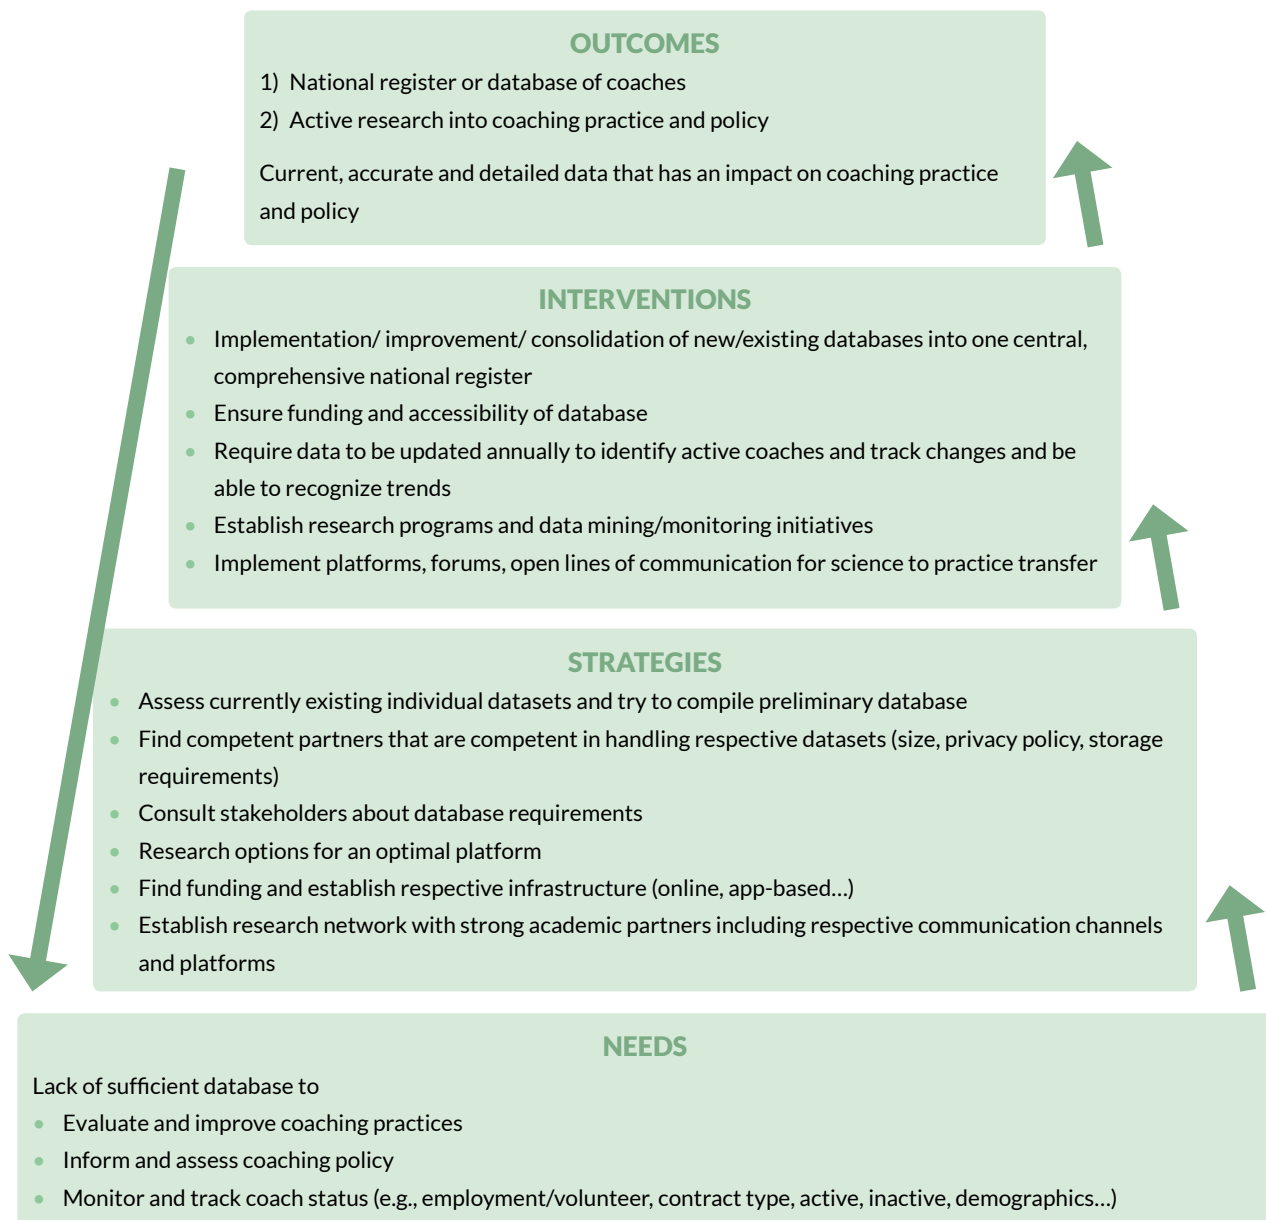 OUTCOMES
1) National register or database of coaches
2) Active research into coaching practice and policy
Current, accurate and detailed data that has an impact on coaching practice
and policy
INTERVENTIONS
• Implementation/ improvement/ consolidation of new/existing databases into one central,
comprehensive national register
• Ensure funding and accessibility of database
• Require data to be updated annually to identify active coaches and track changes and be
able to recognize trends
• Establish research programs and data mining/monitoring initiatives
• Implement platforms, forums, open lines of communication for science to practice transfer
STRATEGIES
• Assess currently existing individual datasets and try to compile preliminary database
• Find competent partners that are competent in handling respective datasets (size, privacy policy, storage
requirements)
• Consult stakeholders about database requirements
• Research options for an optimal platform
• Find funding and establish respective infrastructure (online, app-based...)
• Establish research network with strong academic partners including respective communication channels
and platforms
NEEDS
Lack of sufficient database to
• Evaluate and improve coaching practices
• Inform and assess coaching policy
• Monitor and track coach status (e.g., employment/volunteer, contract type, active, inactive, demographics...)